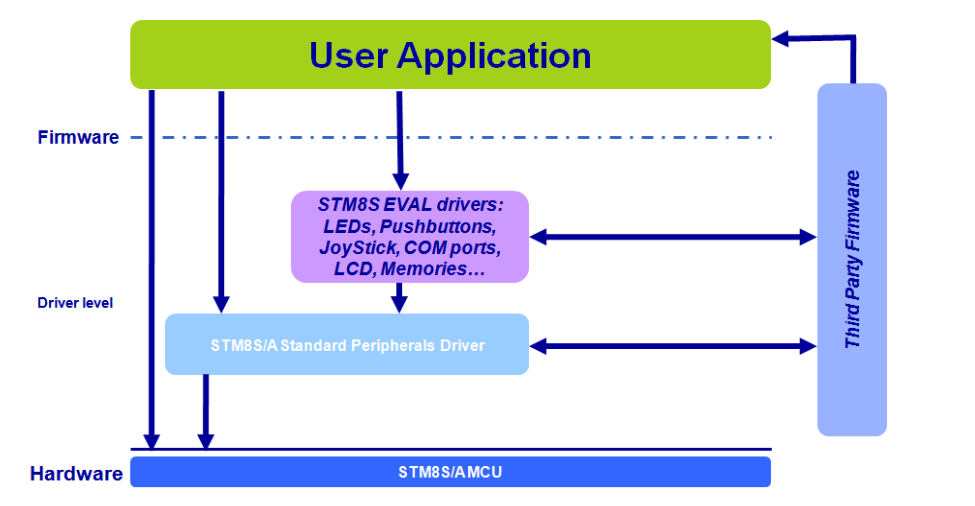 User Application
Firmware
STM8S EVAL drivers:
LEDs, Pushbuttons,
JoyStick, COM ports,
LCD, Memories…
Third Party Firmware
Driver level
STM8S/A Standard Peripherals Driver
Hardware
STM8S/A MCU